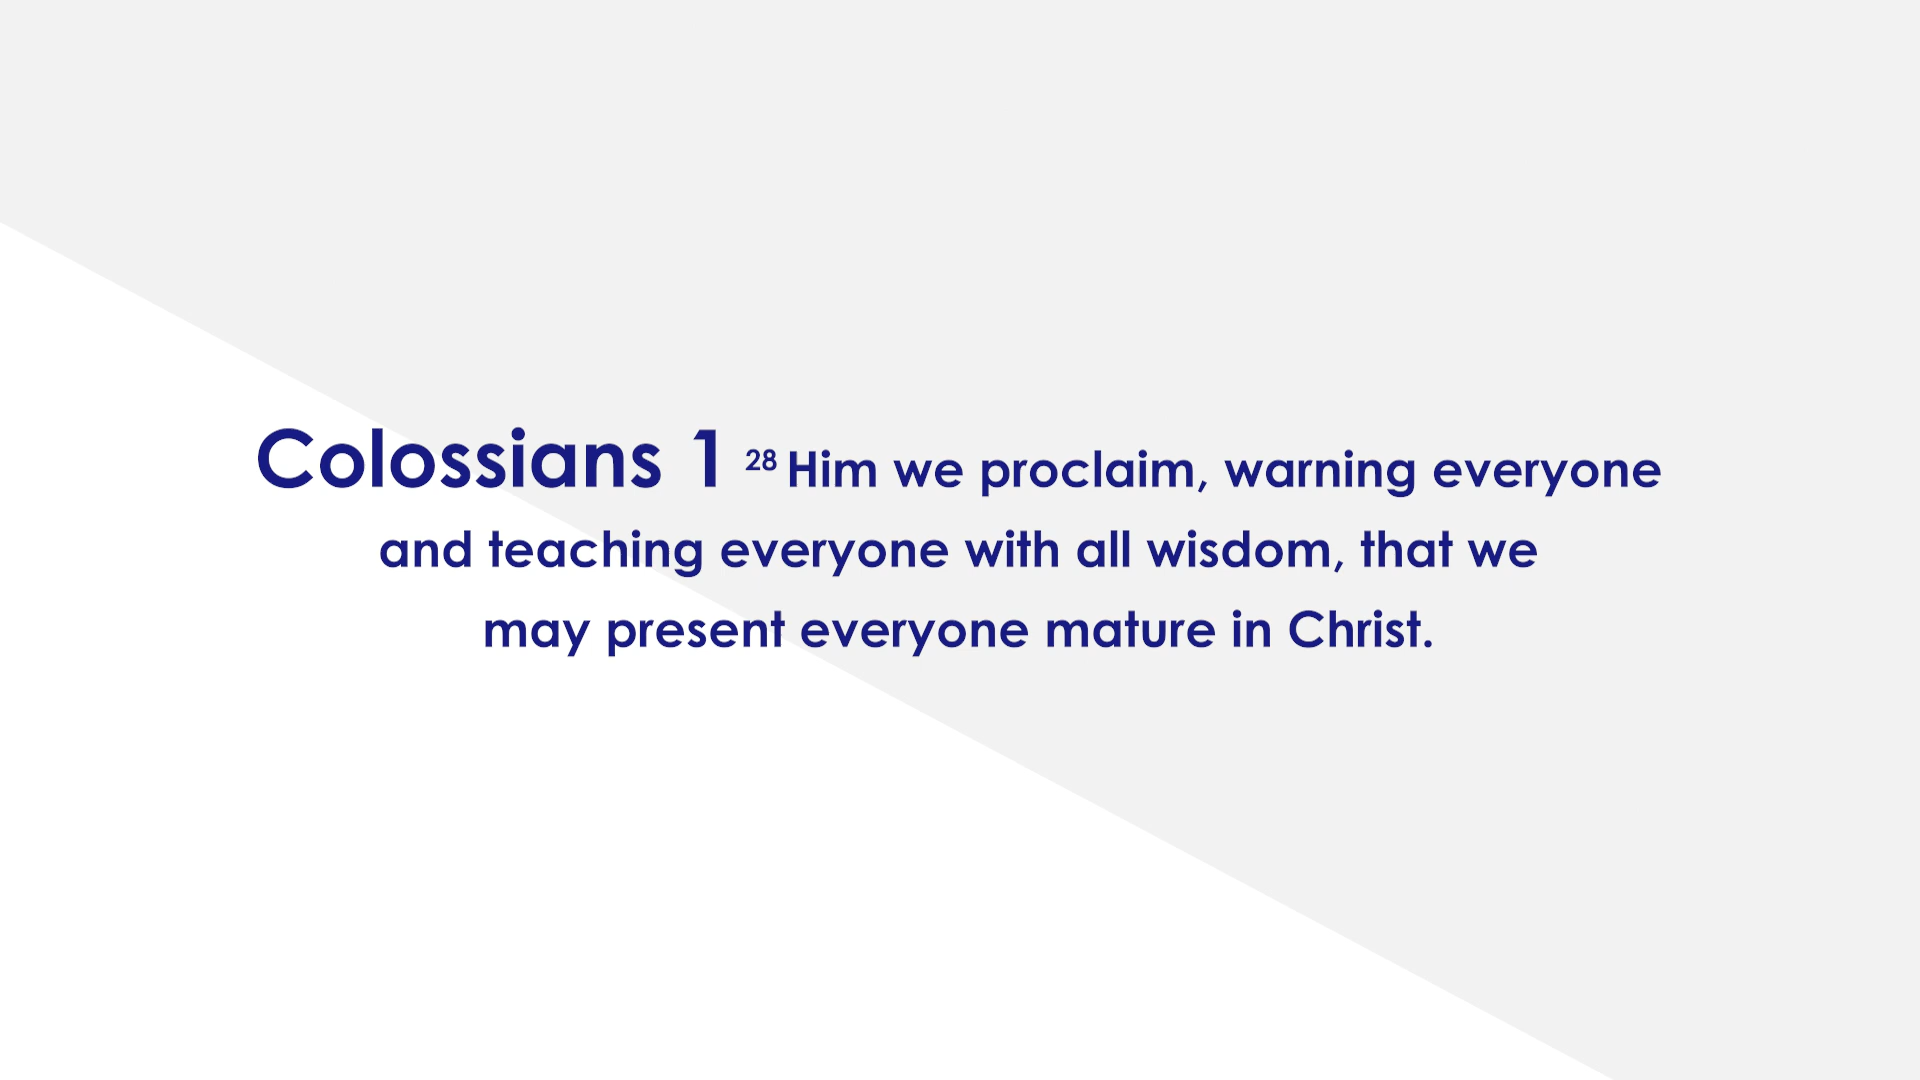 Colossians 1 28 Him we proclaim, warning everyone
and teaching everyone with all wisdom, that we
may present everyone mature in Christ.